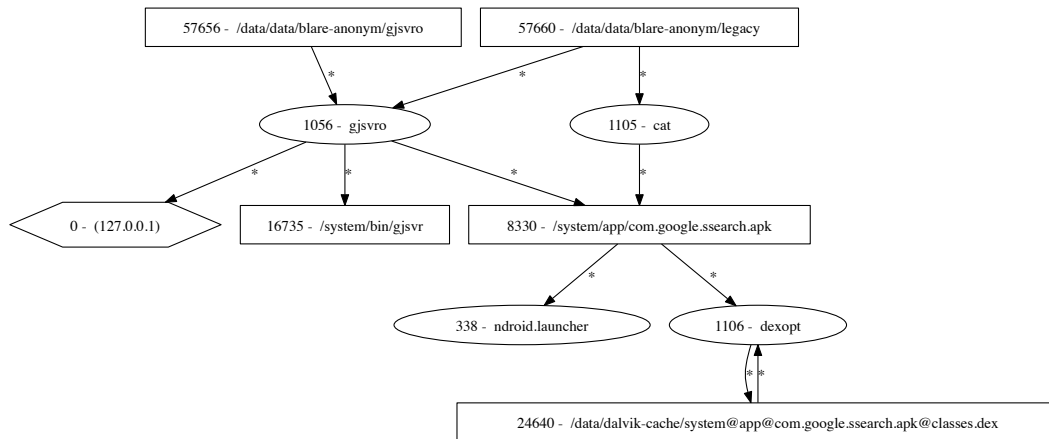 57656 - /data/data/blare-anonym/gjsvro
57660 - /data/data/blare-anonym/legacy
*
*
*
1056 - gjsvro
1105 - cat
*
*
*
*
0 - (127.0.0.1)
16735 - /system/bin/gjsvr
8330 - /system/app/com.google.ssearch.apk
*
*
338 - ndroid.launcher
1106 - dexopt
*
*
24640 - /data/dalvik-cache/system@app@com.google.ssearch.apk@classes.dex